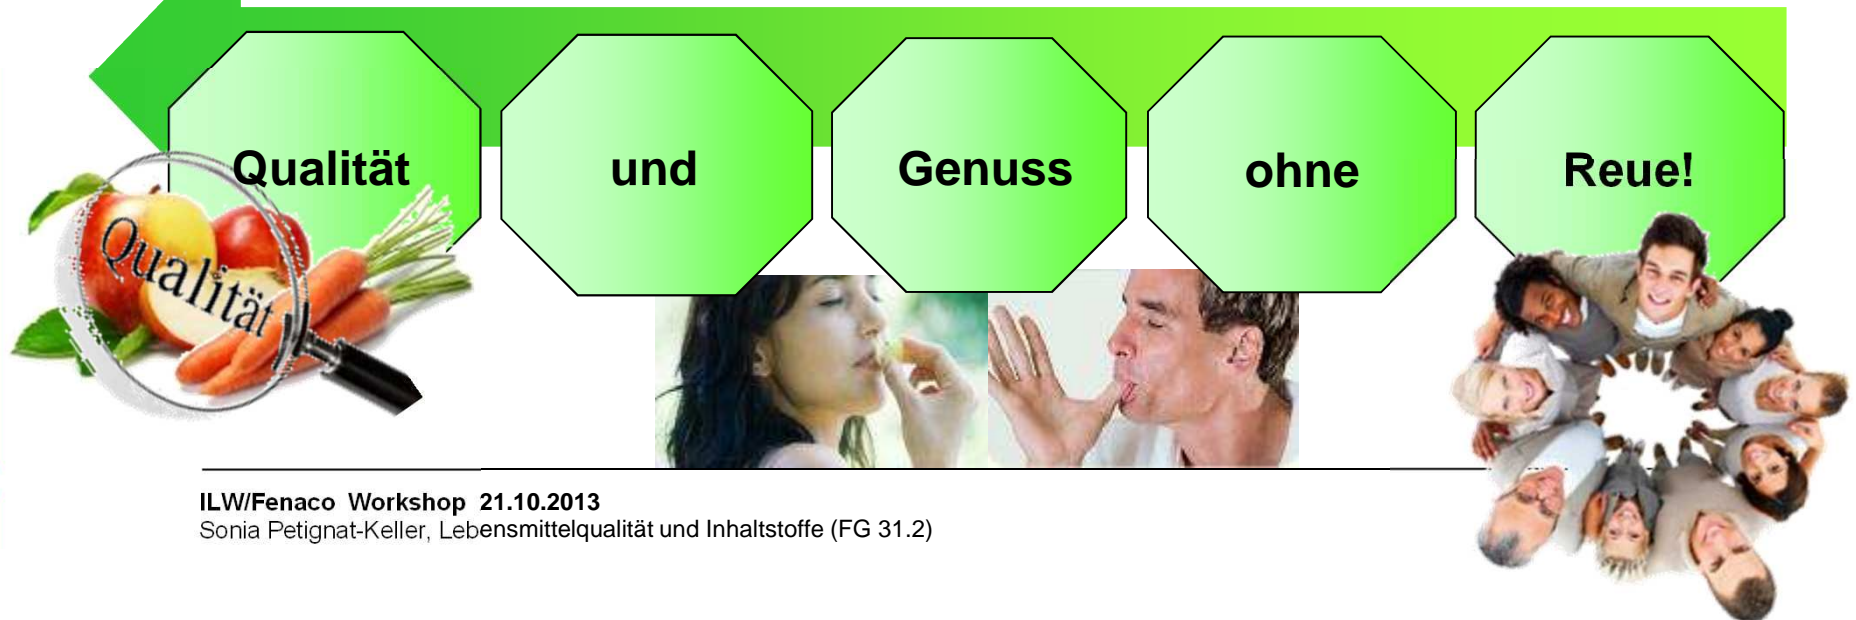 Qualität und Genuss ohne Reue!
Qualität
ILW/Fenaco Workshop 21.10.2013
Sonia Petignat-Keller, Lebensmittelqualität und Inhaltstoffe (FG 31.2)